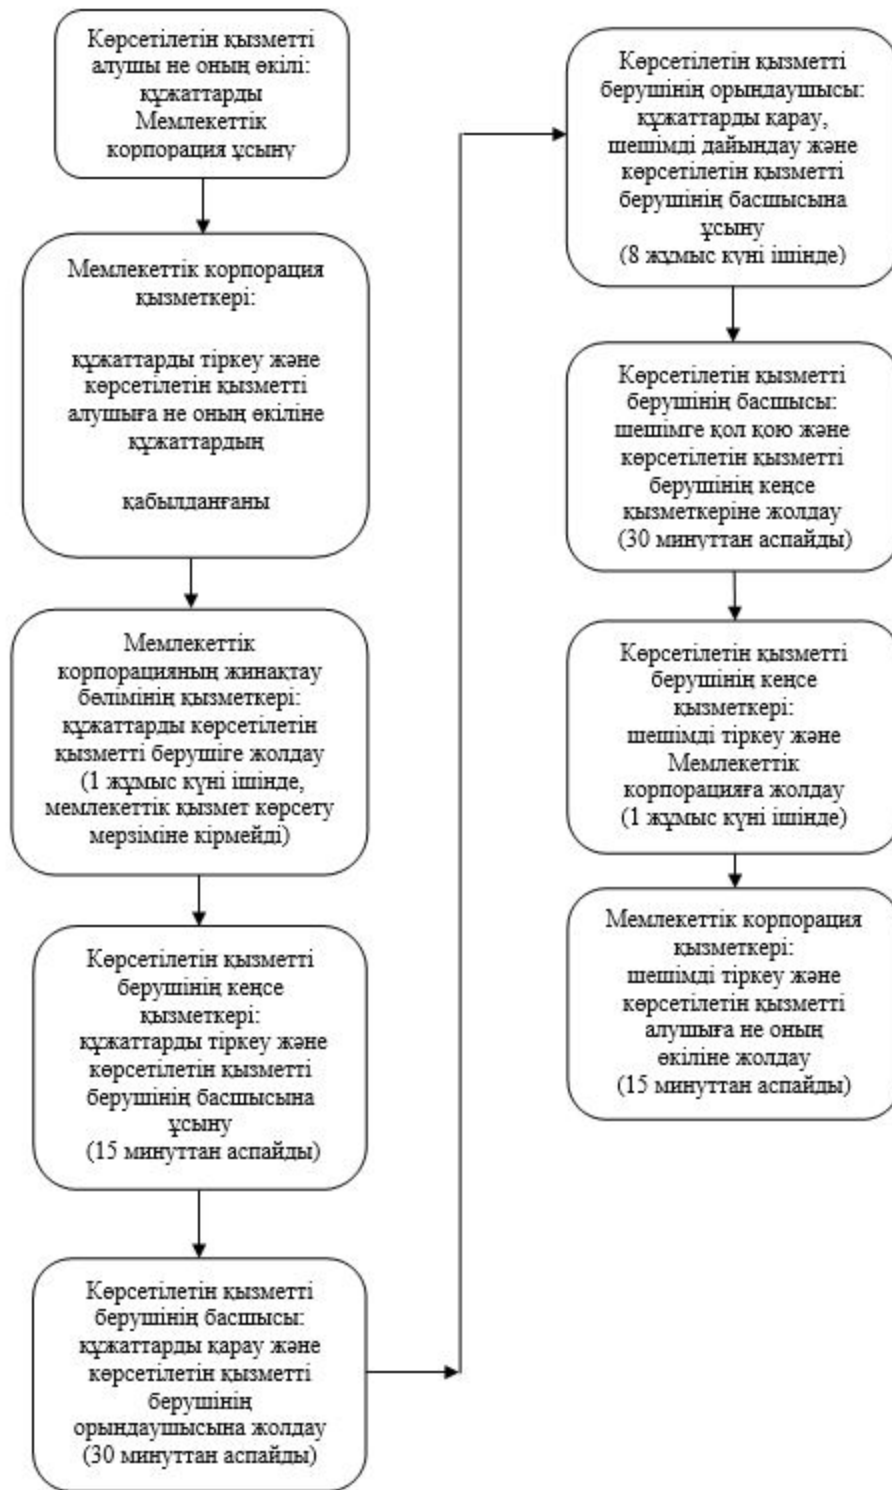 Көрсетілетін қызметті
алушы не оның өкілі:
құжаттарды
Мемлекеттік
корпорация ұсыну
Мемлекеттік корпорация
қызметкері:
құжаттарды тіркеу және
көрсетілетін қызметті
алушыға не оның өкіліне
құжаттардың
қабылданғаны
Мемлекеттік
корпорацияның жинақтау
бөлімінің қызметкері:
құжаттарды көрсетілетін
қызметті берушіге жолдау
(1 жұмыс күні ішінде,
мемлекеттік қызмет көрсету
мерзіміне кірмейді)
Көрсетілетін қызметті
берушінің кеңсе
қызметкері:
құжаттарды тіркеу және
көрсетілетін қызметті
берушінің басшысына
ұсыну
(15 минуттан аспайды)
Көрсетілетін қызметті
берушінің басшысы:
құжаттарды қарау және
көрсетілетін қызметті
берушінің
орындаушысына жолдау
(30 минуттан аспайды)
Көрсетілетін қызметті
берушінің орындаушысы:
құжаттарды қарау,
шешімді дайындау және
көрсетілетін қызметті
берушінің басшысына
ұсыну
(8 жұмыс күні ішінде)
Көрсетілетін қызметті
берушінің басшысы:
шешімге қол қою және
көрсетілетін қызметті
берушінің кеңсе
қызметкеріне жолдау
(30 минуттан аспайды)
Көрсетілетін қызметті
берушінің кеңсе
қызметкері:
шешімді тіркеу және
Мемлекеттік
корпорацияға жолдау
(1 жұмыс күні ішінде)
Мемлекеттік корпорация
қызметкері:
шешімді тіркеу және
көрсетілетін қызметті
алушыға не оның
өкіліне жолдау
(15 минуттан аспайды)